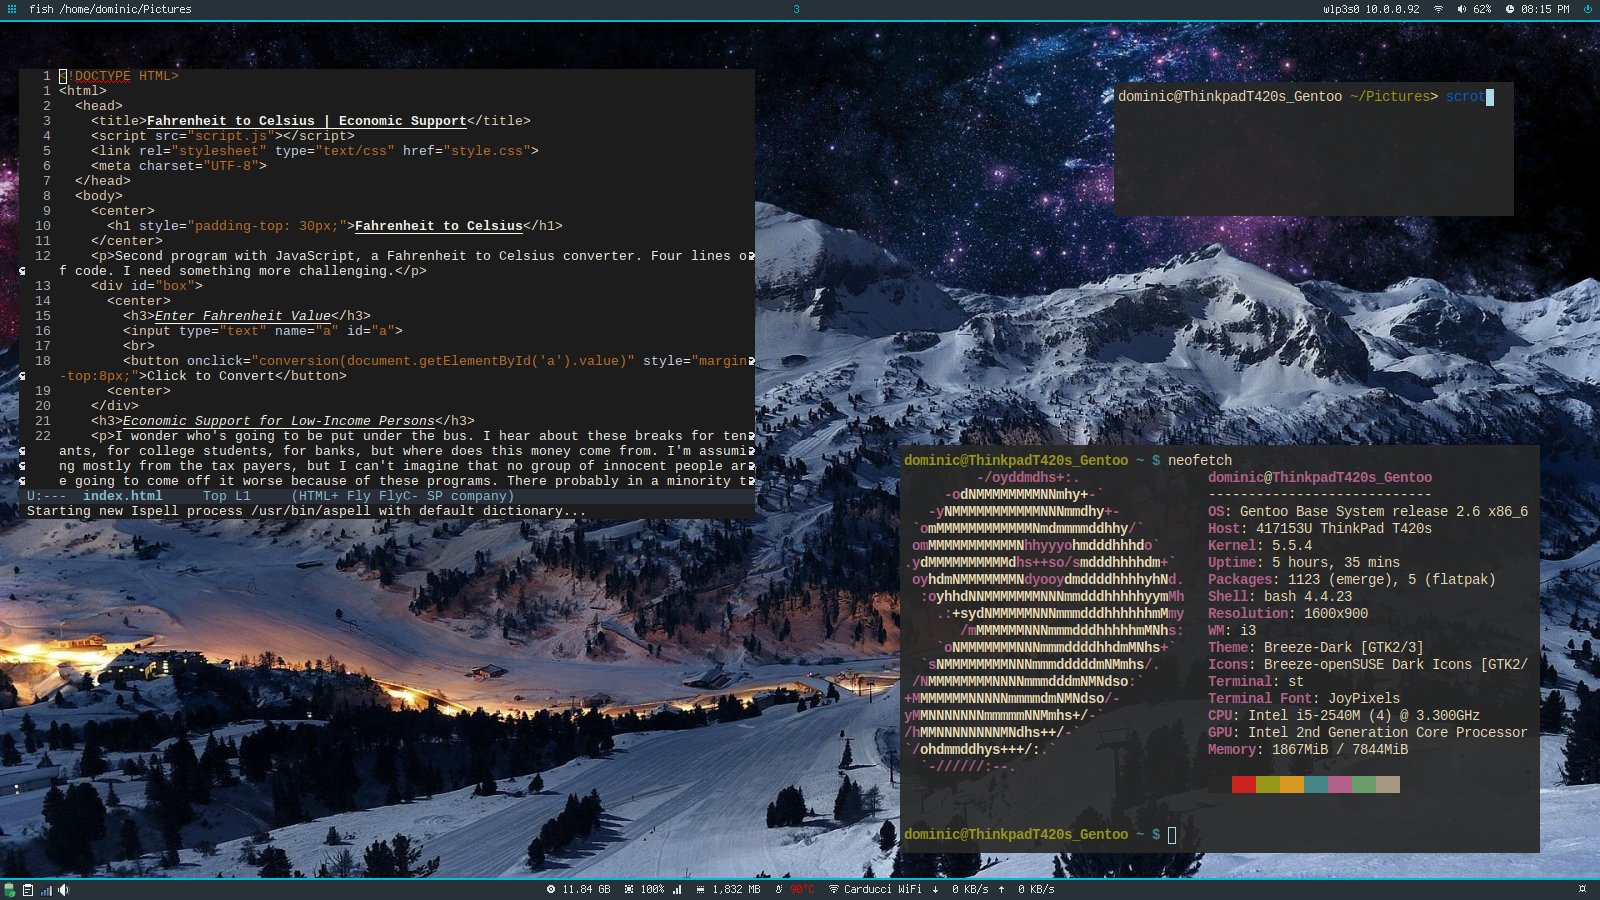 fish /home/dominic/Pictures
3
wlp3s0 10.0.0.92 62% 08:15 PM
1 <!DOCTYPE HTML>
1 <html>
2 <head>
3 <title>Fahrenheit to Celsius | Economic Support</title>
4 <script src="script.js"></script>
5 <link rel="stylesheet" type="text/css" href="style.css">
6 <meta charset="UTF-8">
7 </head>
8 <body>
9 <center>
10 <h1 style="padding-top: 30px;">Fahrenheit to Celsius</h1>
11 </center>
12 <p>Second program with JavaScript, a Fahrenheit to Celsius converter. Four lines o
f code. I need something more challenging.</p>
13 <div id="box">
14 <center>
15 <h3>Enter Fahrenheit Value</h3>
16 <input type="text" name="a" id="a">
17 <br>
18 <button onclick="conversion(document.getElementById('a').value)" style="margin
-top:8px;">Click to Convert</button>
19 <center>
20 </div>
21 <h3>Economic Support for Low-Income Persons</h3>
22 <p>I wonder who's going to be put under the bus. I hear about these breaks for ten
ants, for college students, for banks, but where does this money come from. I'm assumi
ng mostly from the tax payers, but I can't imagine that no group of innocent people ar
e going to come off it worse because of these programs. There probably in a minority t
U:--- index.html Top L1 (HTML+ Fly FlyC- SP company)
Starting new Ispell process /usr/bin/aspell with default dictionary...
dominic@ThinkpadT420s_Gentoo ~/Pictures> scrot
dominic@ThinkpadT420s_Gentoo ~ $ neofetch
-/oyddmdhs+:.
-odNMMMMMMMMNNmhy+-`
-yNMMMMMMMMMMMNNNmmdhy+-
`omMMMMMMMMMMMMNmdmmmmddhhy/`
omMMMMMMMMMMMNhhyyyohmdddhhhdo`
.ydMMMMMMMMMMdhs++so/smdddhhhhdm+`
oyhdmNMMMMMMMNdyooydmddddhhhhyhNd.
:oyhhdNNMMMMMMMNNNmmdddhhhhhyymMh
.:+sydNMMMMMNNNmmmdddhhhhhhmMmy
/mMMMMMMNNNmmmdddhhhhhmMNhs:
`oNMMMMMMMNNNmmmddddhhdmMNhs+`
`sNMMMMMMMMNNNmmmdddddmNMmhs/.
/NMMMMMMMMNNNNmmmdddmNMNdso:`
+MMMMMMMNNNNNmmmmdmNMNdso/-
yMMNNNNNNNmmmmmNNMmhs+/-`
/hMMNNNNNNNNMNdhs++/-`
`/ohdmmddhys+++/:.`
`-//////:--.
dominic@ThinkpadT420s_Gentoo
----------------------------
OS: Gentoo Base System release 2.6 x86_6
Host: 417153U ThinkPad T420s
Kernel: 5.5.4
Uptime: 5 hours, 35 mins
Packages: 1123 (emerge), 5 (flatpak)
Shell: bash 4.4.23
Resolution: 1600x900
WM: i3
Theme: Breeze-Dark [GTK2/3]
Icons: Breeze-openSUSE Dark Icons [GTK2/
Terminal: st
Terminal Font: JoyPixels
CPU: Intel i5-2540M (4) @ 3.300GHz
GPU: Intel 2nd Generation Core Processor
Memory: 1867MiB / 7844MiB
dominic@ThinkpadT420s_Gentoo ~ $
11.84 GB 100% 1,832 MB 90°C Carducci WiFi ↓ 0 KB/s ↑ 0 KB/s